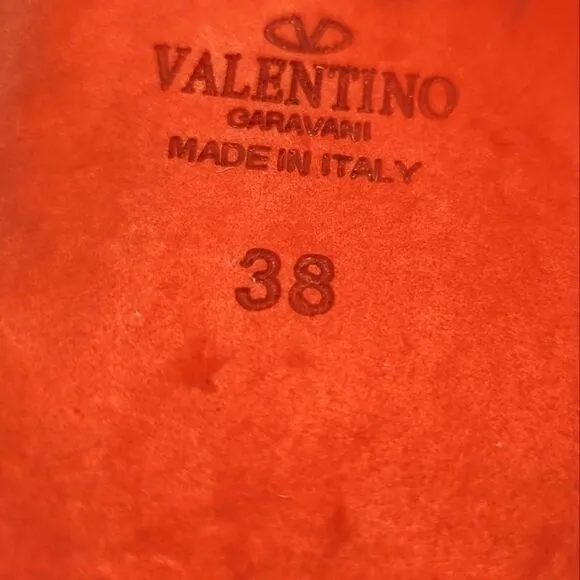 VALENTINO
GARAVANI
MADE IN ITALY
38